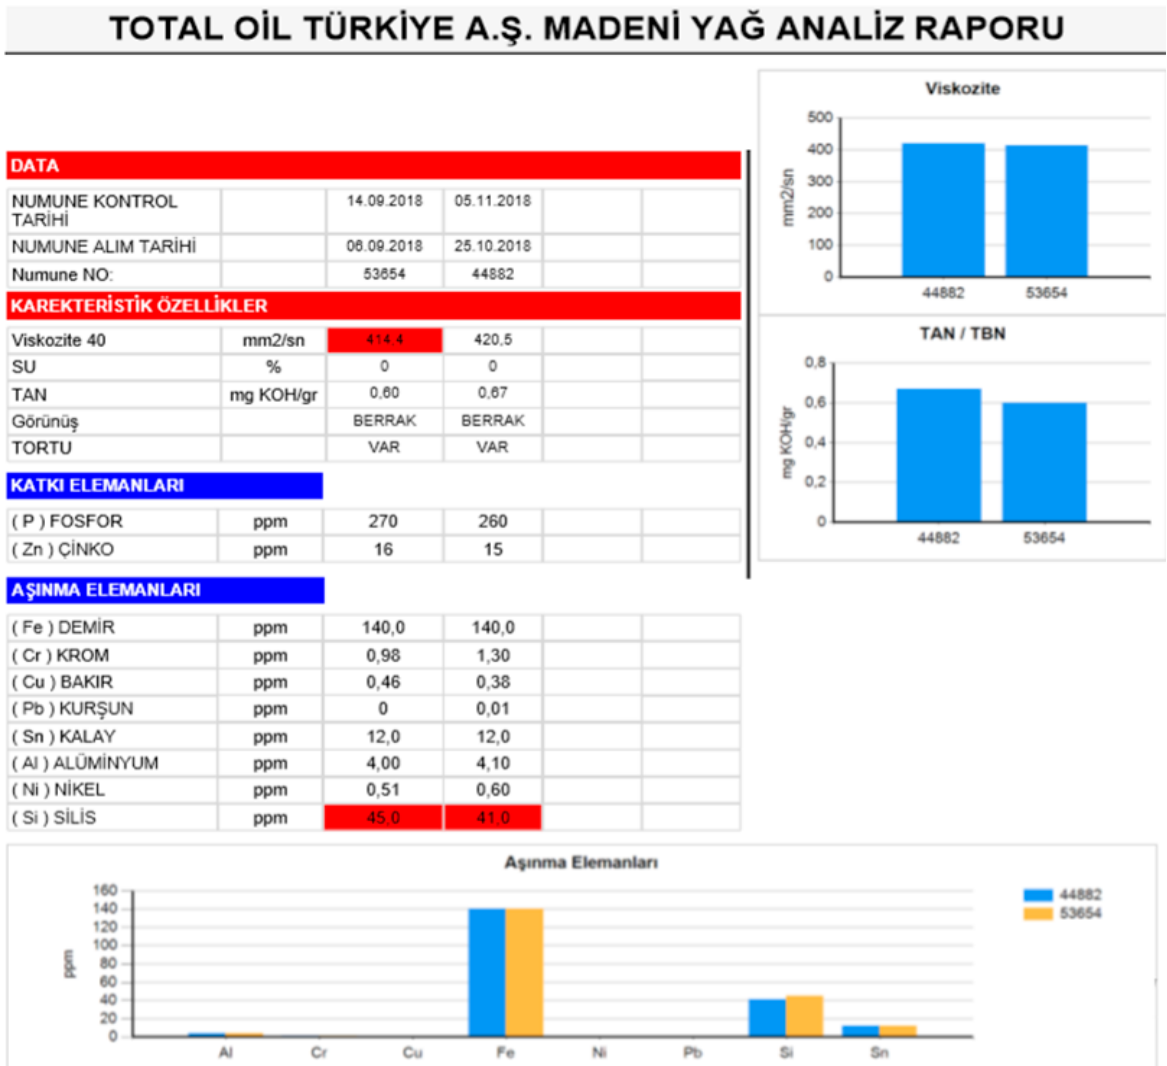 TOTAL OİL TÜRKİYE A.Ş. MADENİ YAĞ ANALİZ RAPORU
DATA
NUMUNE KONTROL TARİHİ 14.09.2018 05.11.2018
NUMUNE ALIM TARİHİ 06.09.2018 25.10.2018
Numune NO: 53654 44882
KAREKTERİSTİK ÖZELLİKLER
Viskozite 40 mm2/sn 414,4 420,5
SU % 0 0
TAN mg KOH/gr 0,60 0,67
Görünüş BERRAK BERRAK
TORTU VAR VAR
KATKI ELEMANLARI
( P ) FOSFOR ppm 270 260
( Zn ) ÇİNKO ppm 16 15
AŞINMA ELEMANLARI
( Fe ) DEMİR ppm 140,0 140,0
( Cr ) KROM ppm 0,98 1,30
( Cu ) BAKIR ppm 0,46 0,38
( Pb ) KURŞUN ppm 0 0,01
( Sn ) KALAY ppm 12,0 12,0
( Al ) ALÜMİNYUM ppm 4,00 4,10
( Ni ) NİKEL ppm 0,51 0,60
( Si ) SİLİS ppm 45,0 41,0
Viskozite
500
400
300
200
100
0
mm2/sn
44882 53654
TAN / TBN
0,8
0,6
0,4
0,2
0
mg KOH/gr
44882 53654
Aşınma Elemanları
160
140
120
100
80
60
40
20
0
ppm
Al Cr Cu Fe Ni Pb Si Sn
44882
53654